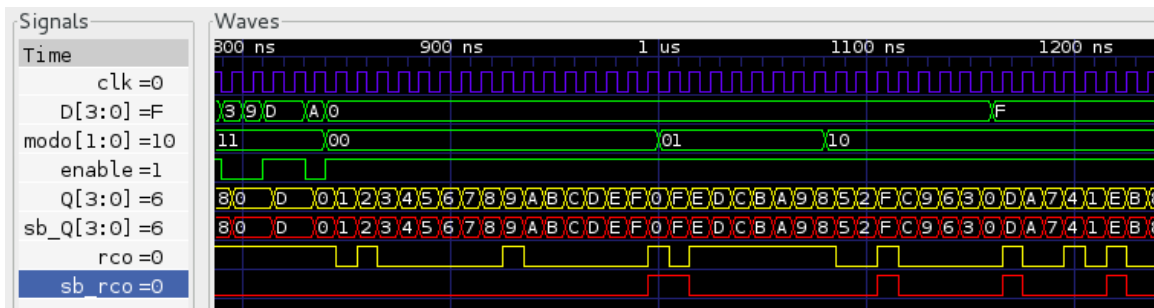 Signals
Waves
Time
800 ns 900 ns 1 us 1100 ns 1200 ns
clk =0
D[3:0] =F
3 9 D A 0 F
modo[1:0] =10
11 00 01 10
enable =1
Q[3:0] =6
8 0 D 0 1 2 3 4 5 6 7 8 9 A B C D E F 0 F E D C B A 9 8 5 2 F C 9 6 3 0 D A 7 4 1 E B 8
sb_Q[3:0] =6
8 0 D 0 1 2 3 4 5 6 7 8 9 A B C D E F 0 F E D C B A 9 8 5 2 F C 9 6 3 0 D A 7 4 1 E B 8
rco =0
sb_rco =0